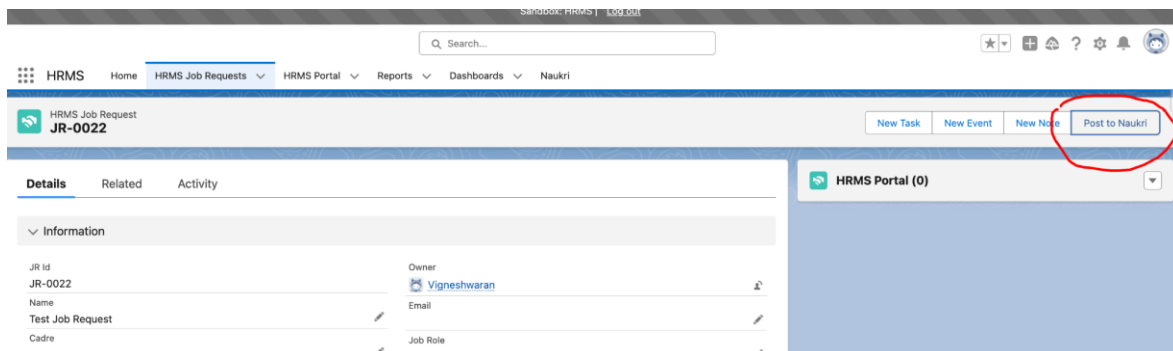 Sandbox: HRMS | Log out
Search...
HRMS Home HRMS Job Requests HRMS Portal Reports Dashboards Naukri
HRMS Job Request
JR-0022
New Task New Event New Note Post to Naukri
Details Related Activity
HRMS Portal (0)
Information
JR Id
JR-0022
Owner
Vigneshwaran
Name
Test Job Request
Email
Cadre
Job Role